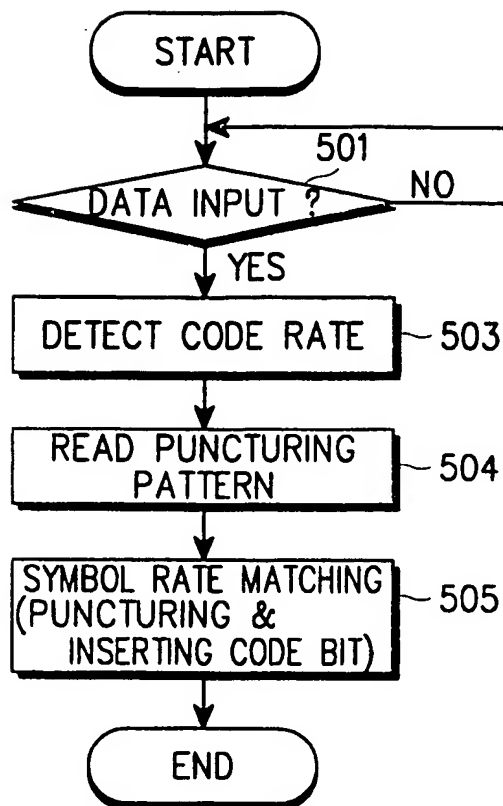 START
501
DATA INPUT ?
NO
YES
DETECT CODE RATE
503
READ PUNCTURING
PATTERN
504
SYMBOL RATE MATCHING
(PUNCTURING &
INSERTING CODE BIT)
505
END